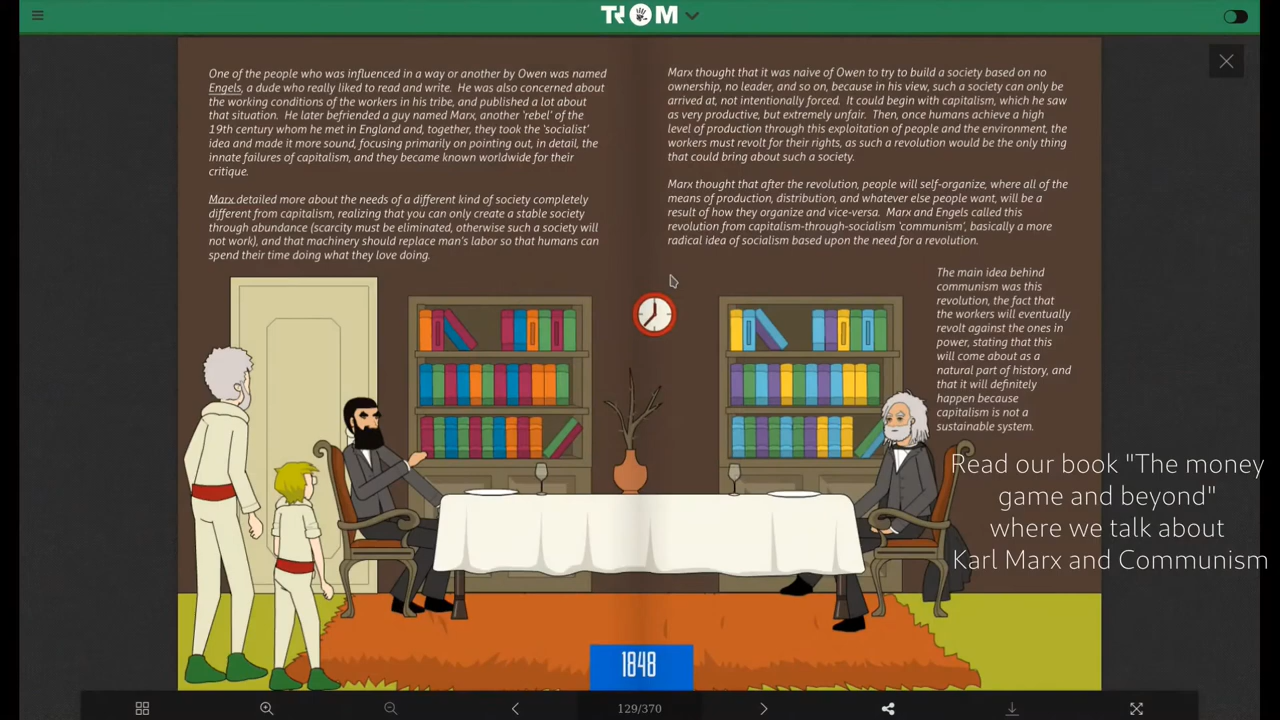 TROM
One of the people who was influenced in a way or another by Owen was named
Engels, a dude who really liked to read and write.  He was also concerned about
the working conditions of the workers in his tribe, and published a lot about
that situation.  He later befriended a guy named Marx, another 'rebel' of the
19th century whom he met in England and, together, they took the 'socialist'
idea and made it more sound, focusing primarily on pointing out, in detail, the
innate failures of capitalism, and they became known worldwide for their
critique.
Marx detailed more about the needs of a different kind of society completely
different from capitalism, realizing that you can only create a stable society
through abundance (scarcity must be eliminated, otherwise such a society will
not work), and that machinery should replace man's labor so that humans can
spend their time doing what they love doing.
Marx thought that it was naive of Owen to try to build a society based on no
ownership, no leader, and so on, because in his view, such a society can only be
arrived at, not intentionally forced.  It could begin with capitalism, which he saw
as very productive, but extremely unfair.  Then, once humans achieve a high
level of production through this exploitation of people and the environment, the
workers must revolt for their rights, as such a revolution would be the only thing
that could bring about such a society.
Marx thought that after the revolution, people will self-organize, where all of the
means of production, distribution, and whatever else people want, will be a
result of how they organize and vice-versa.  Marx and Engels called this
revolution from capitalism-through-socialism 'communism', basically a more
radical idea of socialism based upon the need for a revolution.
The main idea behind
communism was this
revolution, the fact that
the workers will eventually
revolt against the ones in
power, stating that this
will come about as a
natural part of history, and
that it will definitely
happen because
capitalism is not a
sustainable system.
Read our book "The money
game and beyond"
where we talk about
Karl Marx and Communism
1848
129/370